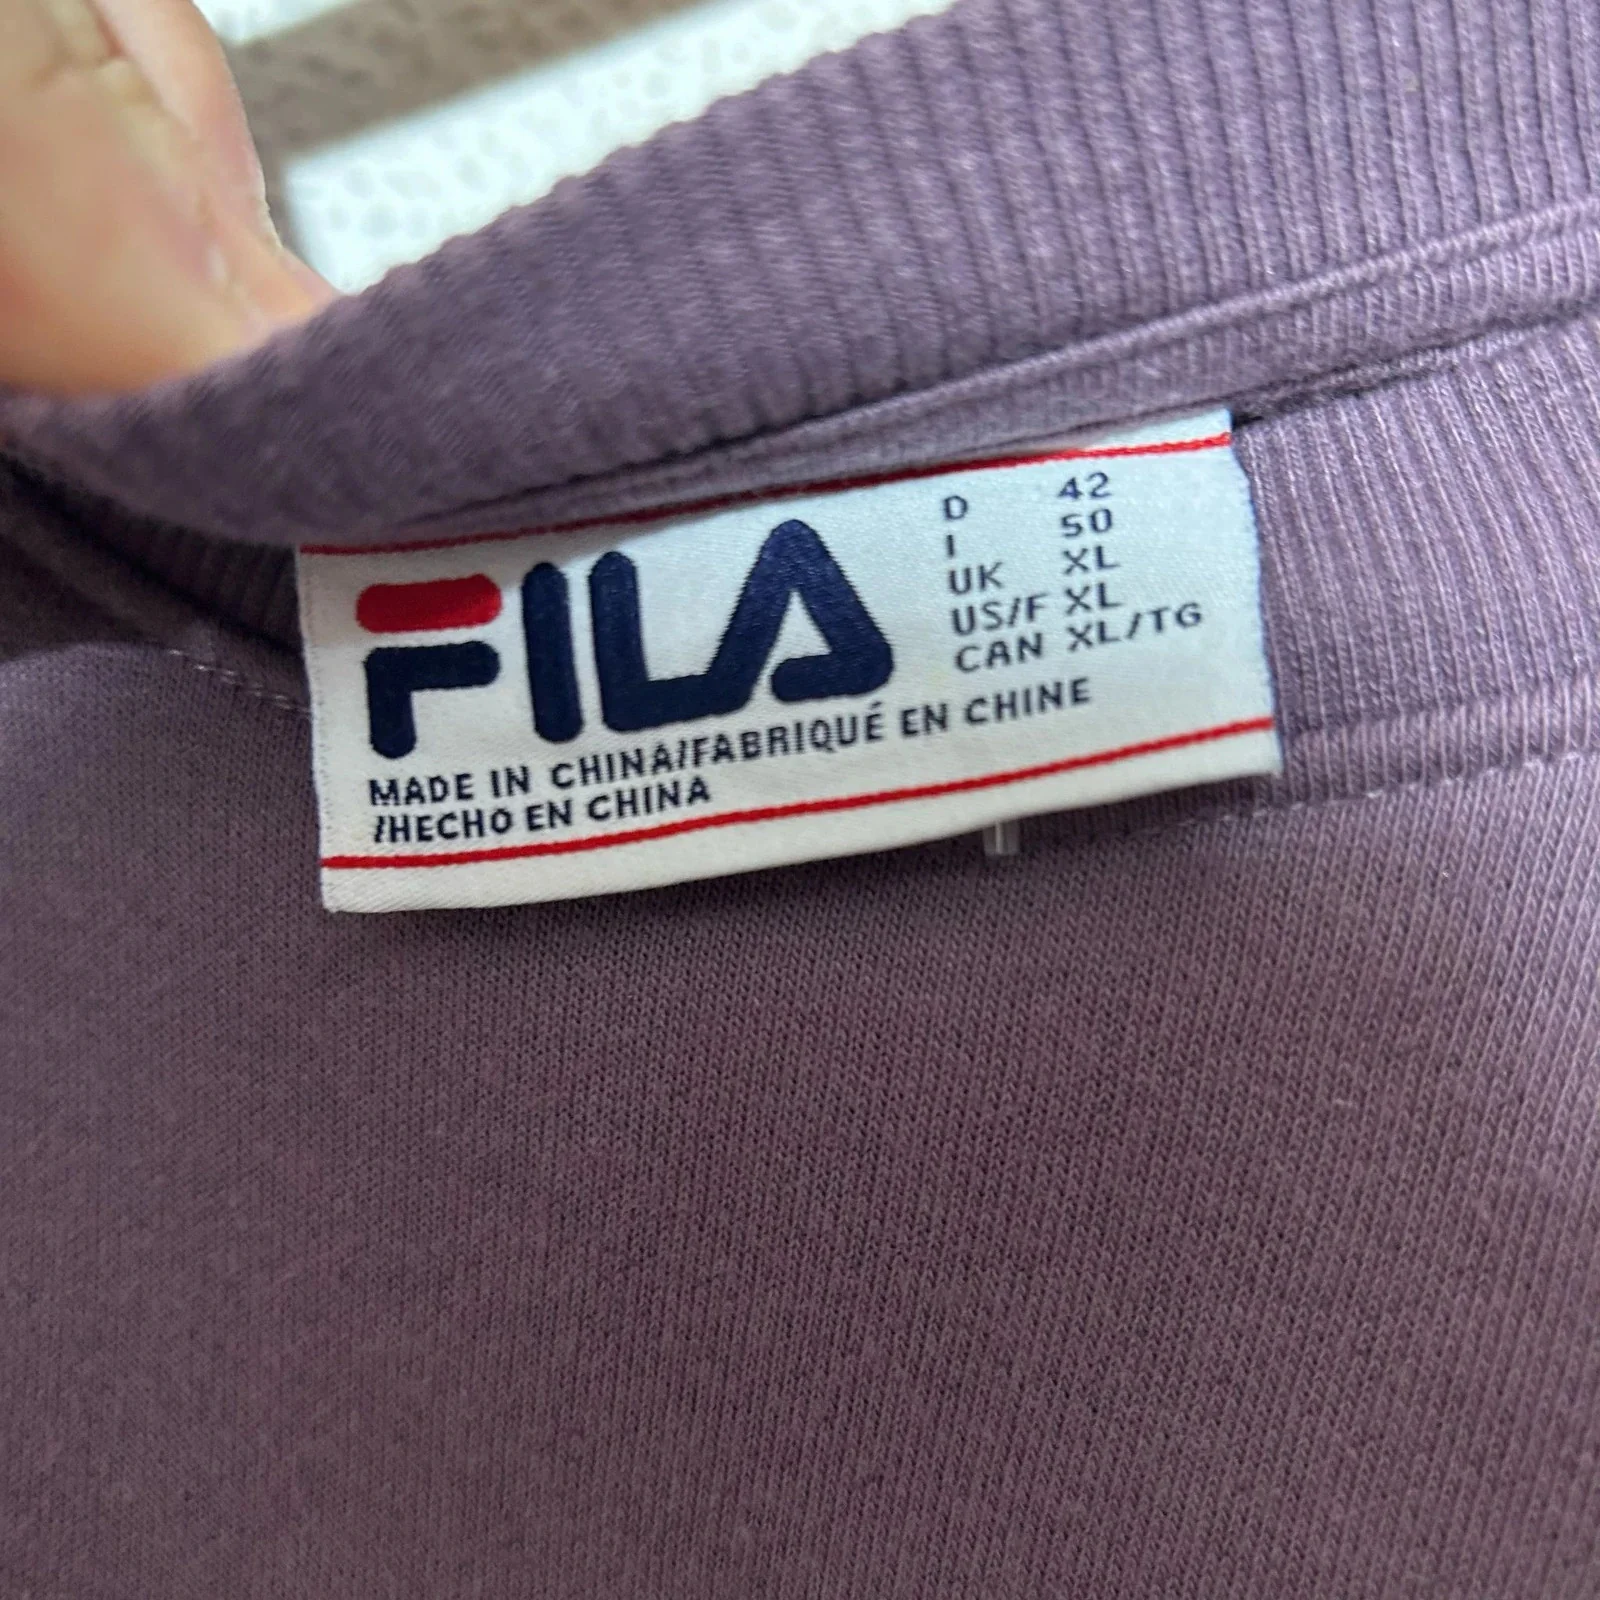 FILA
D 42
I 50
UK XL
US/F XL
CAN XL/TG
MADE IN CHINA/FABRIQUÉ EN CHINE
/HECHO EN CHINA